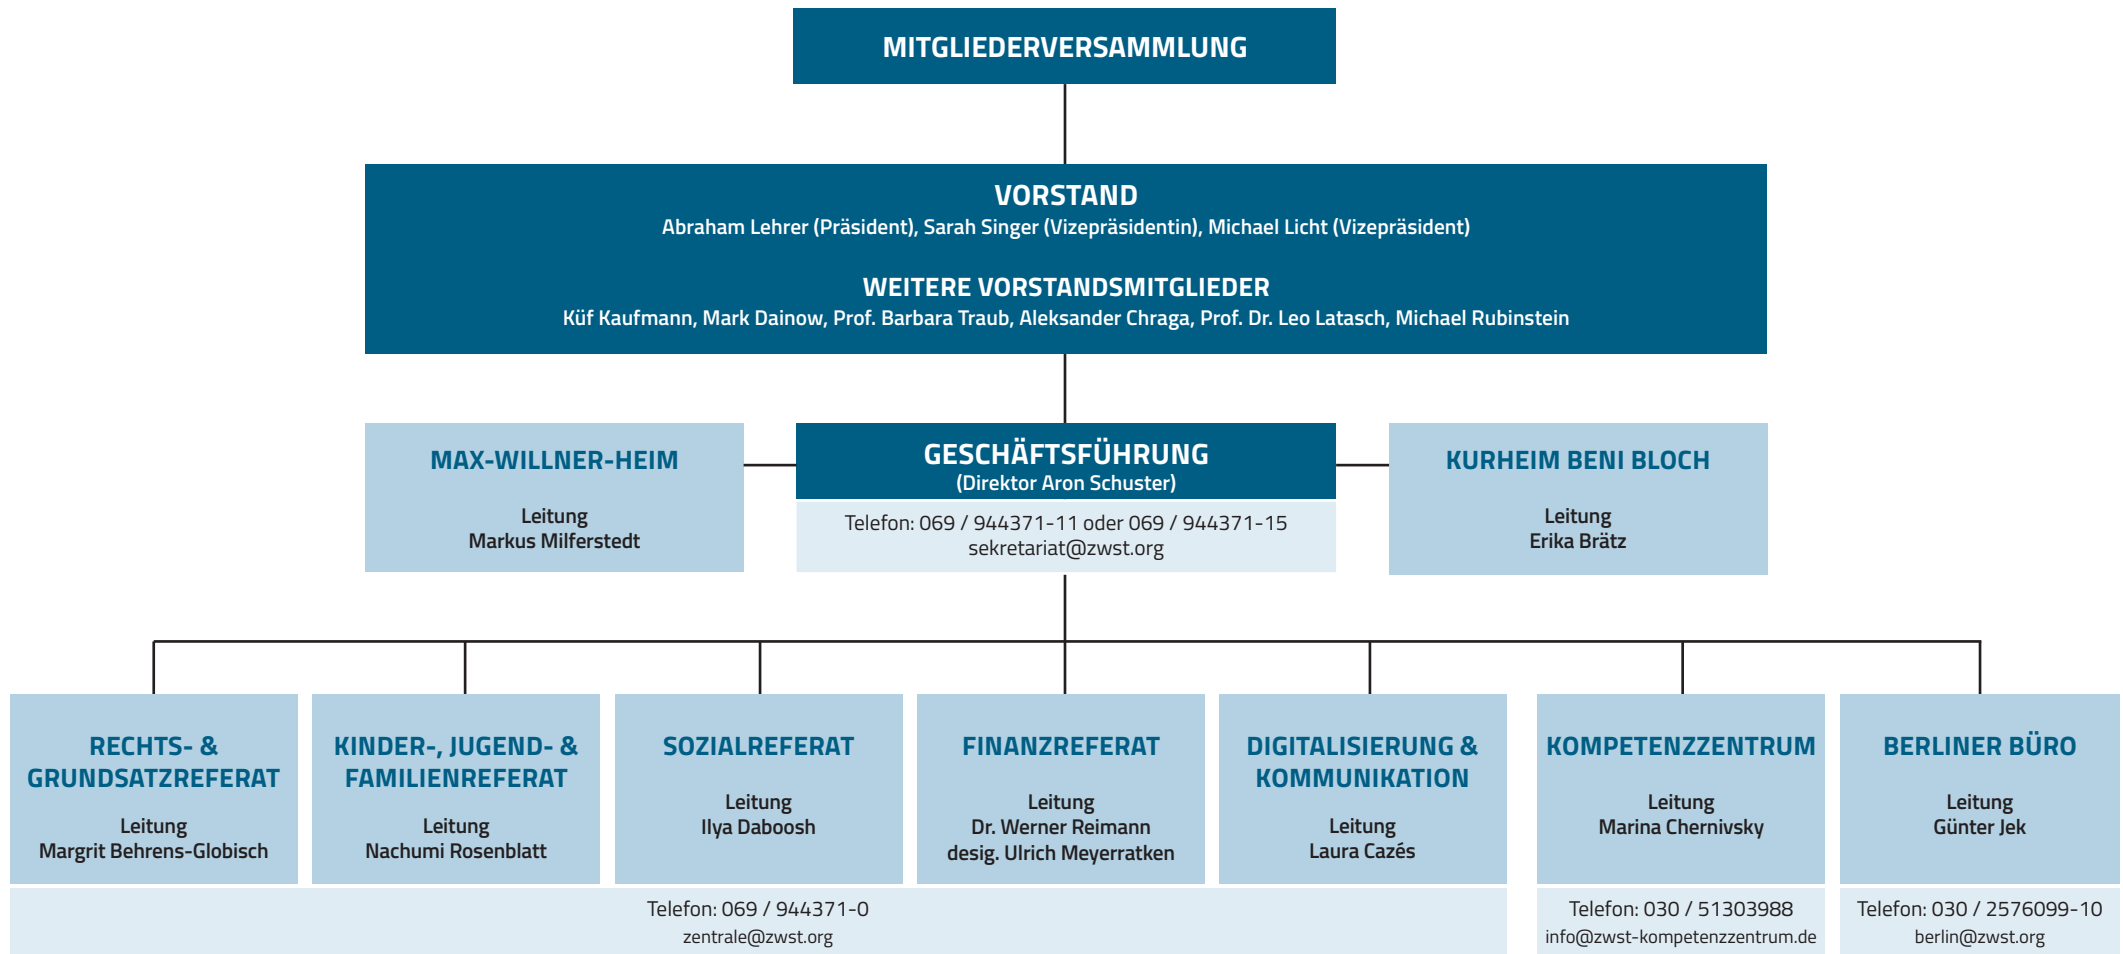 MITGLIEDERVERSAMMLUNG
VORSTAND
Abraham Lehrer (Präsident), Sarah Singer (Vizepräsidentin), Michael Licht (Vizepräsident)
WEITERE VORSTANDSMITGLIEDER
Küf Kaufmann, Mark Dainow, Prof. Barbara Traub, Aleksander Chraga, Prof. Dr. Leo Latasch, Michael Rubinstein
MAX-WILLNER-HEIM
Leitung
Markus Milferstedt
GESCHÄFTSFÜHRUNG
(Direktor Aron Schuster)
Telefon: 069 / 944371-11 oder 069 / 944371-15
sekretariat@zwst.org
KURHEIM BENI BLOCH
Leitung
Erika Brätz
RECHTS- &
GRUNDSATZREFERAT
Leitung
Margrit Behrens-Globisch
KINDER-, JUGEND- &
FAMILIENREFERAT
Leitung
Nachumi Rosenblatt
SOZIALREFERAT
Leitung
Ilya Daboosh
FINANZREFERAT
Leitung
Dr. Werner Reimann
desig. Ulrich Meyerratken
DIGITALISIERUNG &
KOMMUNIKATION
Leitung
Laura Cazés
KOMPETENZZENTRUM
Leitung
Marina Chernivsky
BERLINER BÜRO
Leitung
Günter Jek
Telefon: 069 / 944371-0
zentrale@zwst.org
Telefon: 030 / 51303988
info@zwst-kompetenzzentrum.de
Telefon: 030 / 2576099-10
berlin@zwst.org